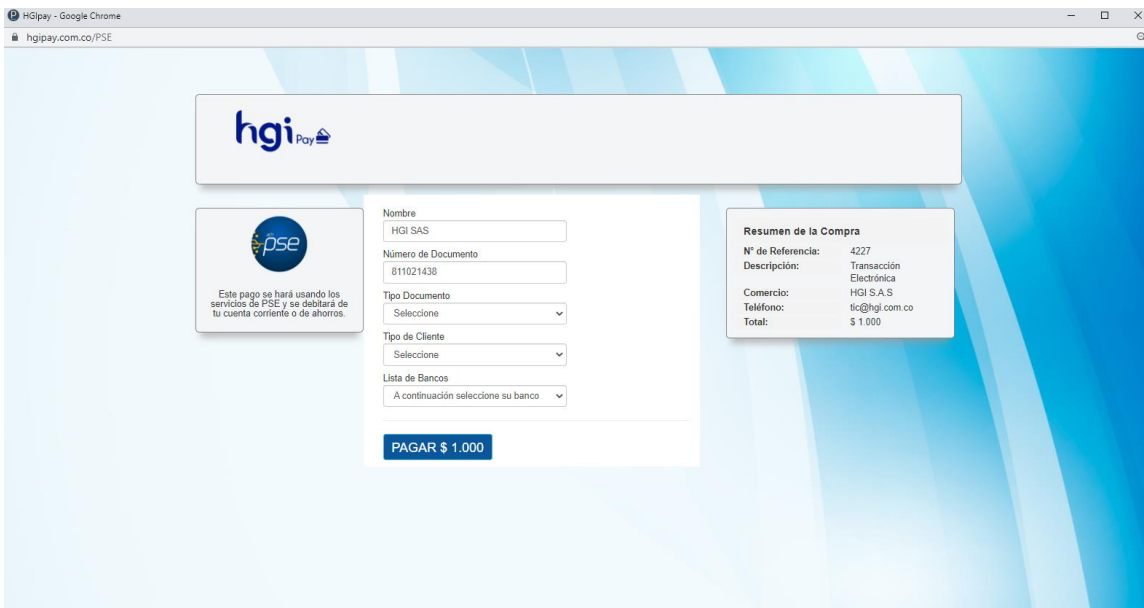 HGIpay - Google Chrome
hgipay.com.co/PSE
hgi Pay
pse
Este pago se hará usando los
servicios de PSE y se debitará de
tu cuenta corriente o de ahorros.
Nombre
HGI SAS
Número de Documento
811021438
Tipo Documento
Seleccione
Tipo de Cliente
Seleccione
Lista de Bancos
A continuación seleccione su banco
PAGAR $ 1.000
Resumen de la Compra
N° de Referencia: 4227
Descripción: Transacción
Electrónica
Comercio: HGI S.A.S
Teléfono: tic@hgi.com.co
Total: $ 1.000